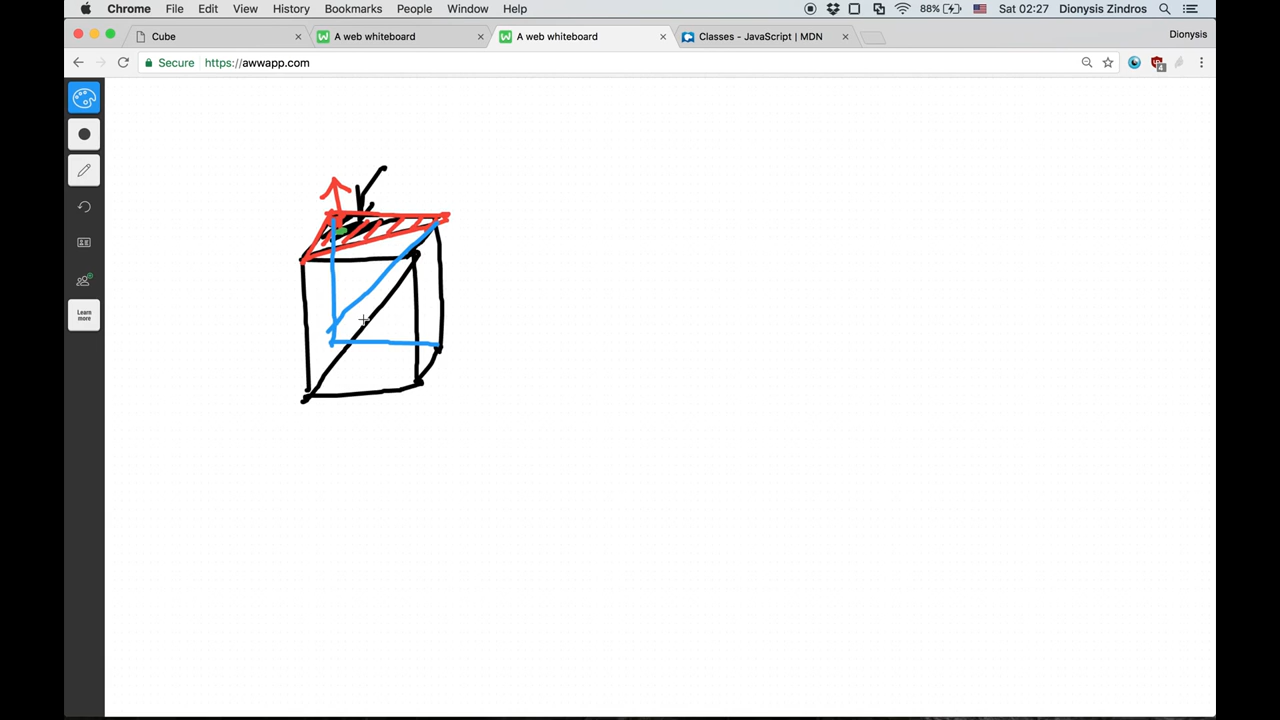 Chrome File Edit View History Bookmarks People Window Help 88% Sat 02:27 Dionysis Zindros
Cube A web whiteboard A web whiteboard Classes - JavaScript | MDN Dionysis
Secure https://awwapp.com 4
Learn
more